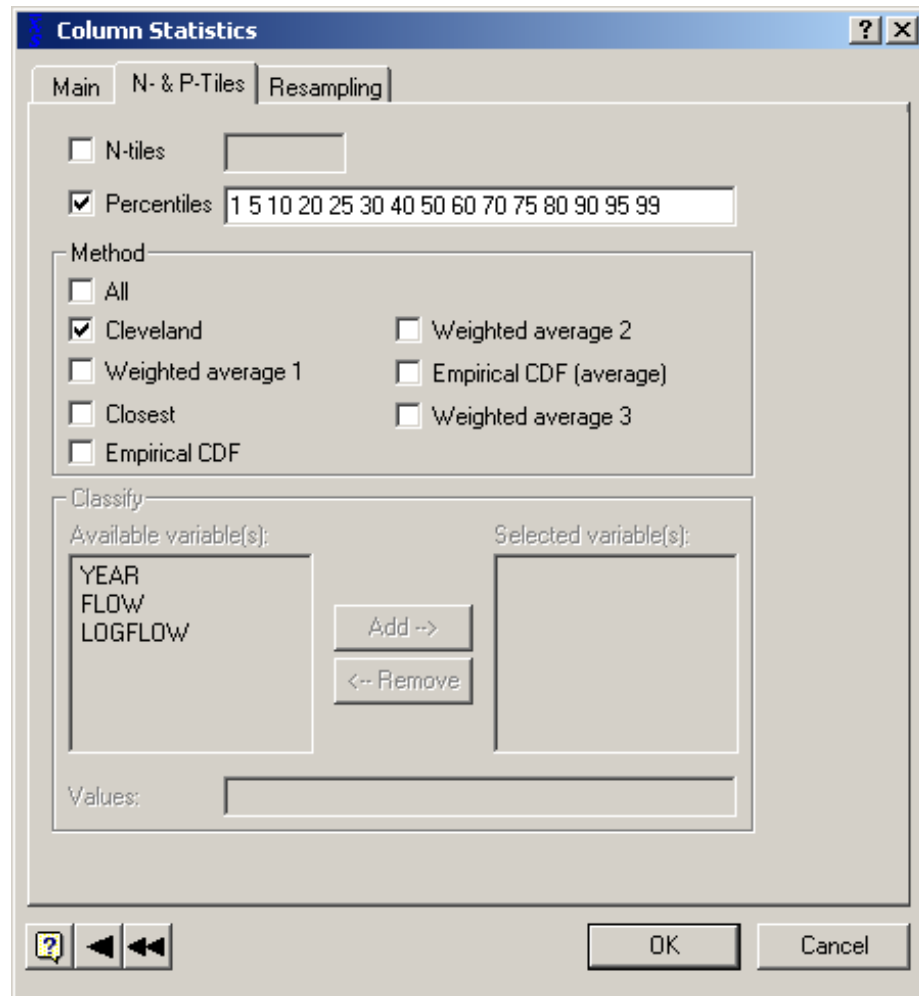 Column Statistics
Main N- & P-Tiles Resampling
N-tiles
Percentiles 1 5 10 20 25 30 40 50 60 70 75 80 90 95 99
Method
All
Cleveland
Weighted average 1
Closest
Empirical CDF
Weighted average 2
Empirical CDF (average)
Weighted average 3
Classify
Available variable(s):
YEAR
FLOW
LOGFLOW
Add -->
<-- Remove
Selected variable(s):
Values:
OK Cancel